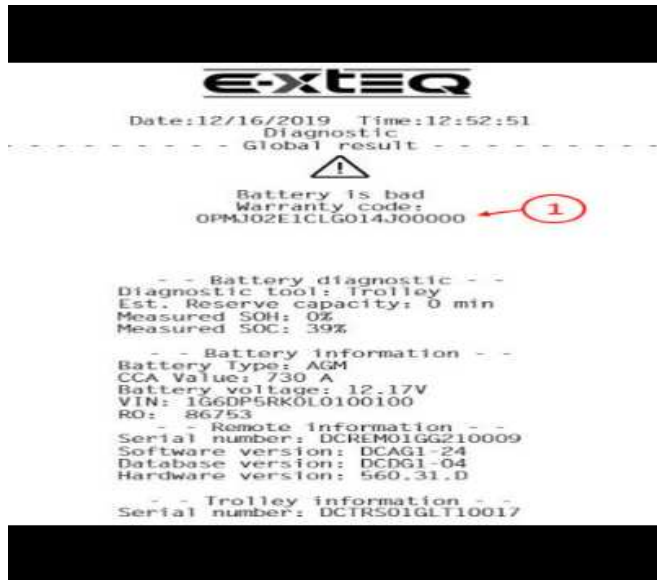 E-XTEQ
Date:12/16/2019 Time:12:52:51
Diagnostic
- - - - - - - - - Global result - - - - - - - - -
Battery is bad
Warranty code:
0PMJ02E1CLG014J00000
1
- - Battery diagnostic - -
Diagnostic tool: Trolley
Est. Reserve capacity: 0 min
Measured SOH: 0%
Measured SOC: 39%
- - Battery information - -
Battery Type: AGM
CCA Value: 730 A
Battery voltage: 12.17V
VIN: 1G6DP5RK0L0100100
RO: 86753
- - Remote information - -
Serial number: DCREM01GG210009
Software version: DCAG1-24
Database version: DCDG1-04
Hardware version: 560.31.D
- - Trolley information - -
Serial number: DCTRS01GLT10017